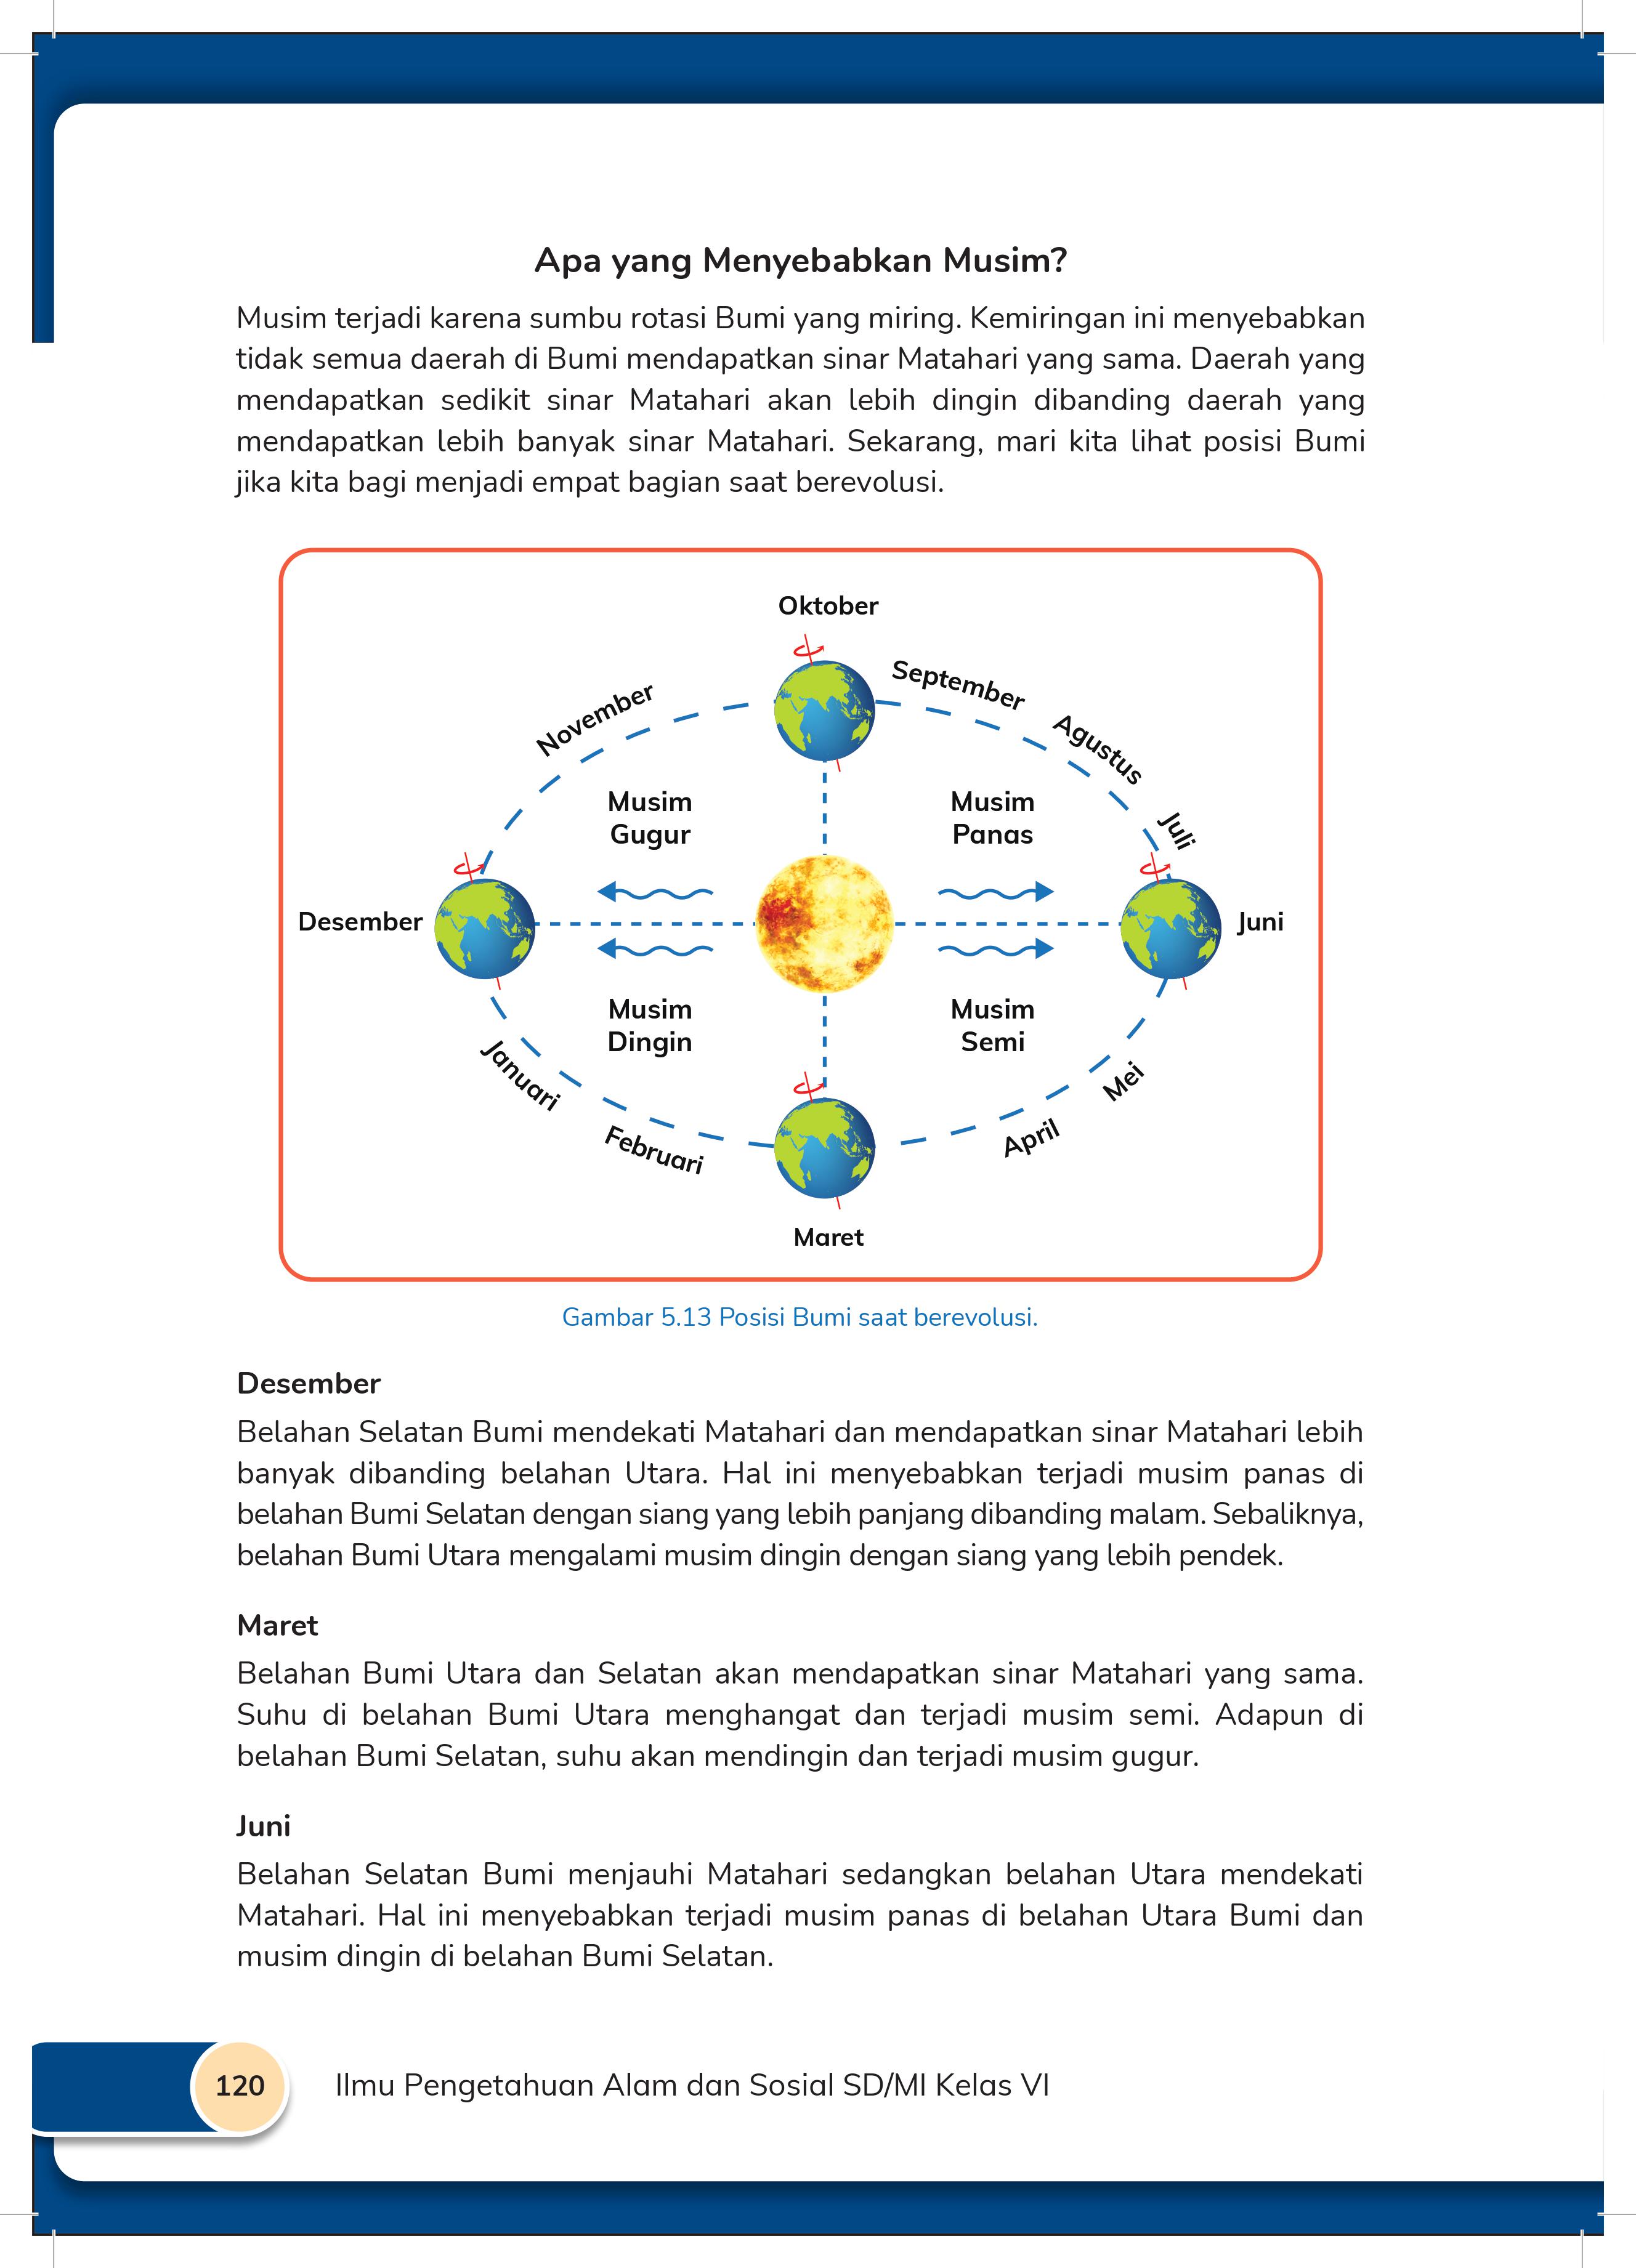 Apa yang Menyebabkan Musim?
Musim terjadi karena sumbu rotasi Bumi yang miring. Kemiringan ini menyebabkan
tidak semua daerah di Bumi mendapatkan sinar Matahari yang sama. Daerah yang
mendapatkan sedikit sinar Matahari akan lebih dingin dibanding daerah yang
mendapatkan lebih banyak sinar Matahari. Sekarang, mari kita lihat posisi Bumi
jika kita bagi menjadi empat bagian saat berevolusi.
Oktober
November
September
Agustus
Juli
Musim
Gugur
Musim
Panas
Desember
Juni
Musim
Dingin
Musim
Semi
Januari
Februari
Mei
April
Maret
Gambar 5.13 Posisi Bumi saat berevolusi.
Desember
Belahan Selatan Bumi mendekati Matahari dan mendapatkan sinar Matahari lebih
banyak dibanding belahan Utara. Hal ini menyebabkan terjadi musim panas di
belahan Bumi Selatan dengan siang yang lebih panjang dibanding malam. Sebaliknya,
belahan Bumi Utara mengalami musim dingin dengan siang yang lebih pendek.
Maret
Belahan Bumi Utara dan Selatan akan mendapatkan sinar Matahari yang sama.
Suhu di belahan Bumi Utara menghangat dan terjadi musim semi. Adapun di
belahan Bumi Selatan, suhu akan mendingin dan terjadi musim gugur.
Juni
Belahan Selatan Bumi menjauhi Matahari sedangkan belahan Utara mendekati
Matahari. Hal ini menyebabkan terjadi musim panas di belahan Utara Bumi dan
musim dingin di belahan Bumi Selatan.
120
Ilmu Pengetahuan Alam dan Sosial SD/MI Kelas VI